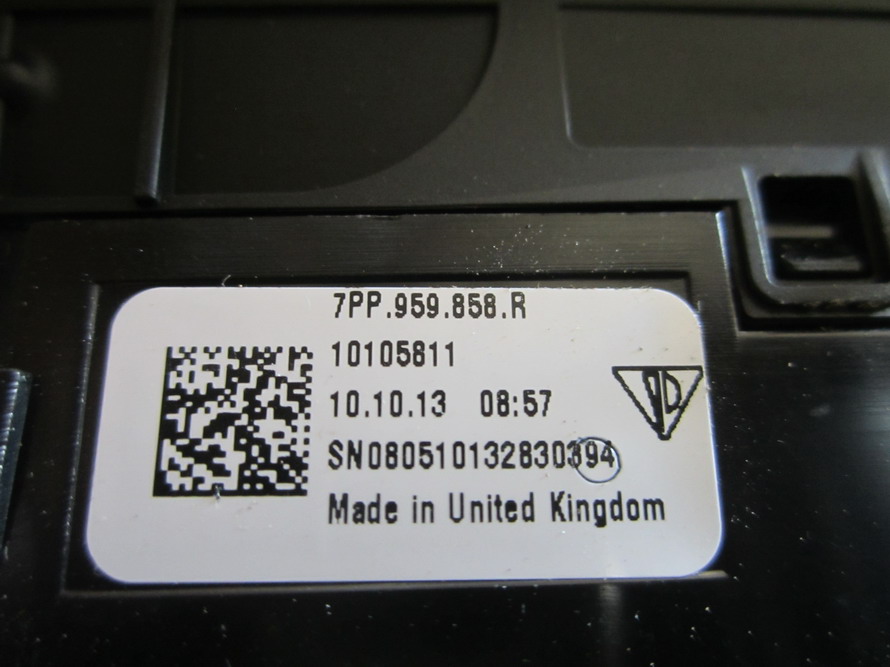 7PP.959.858.R
10105811
10.10.13 08:57
SN080510132830394
Made in United Kingdom